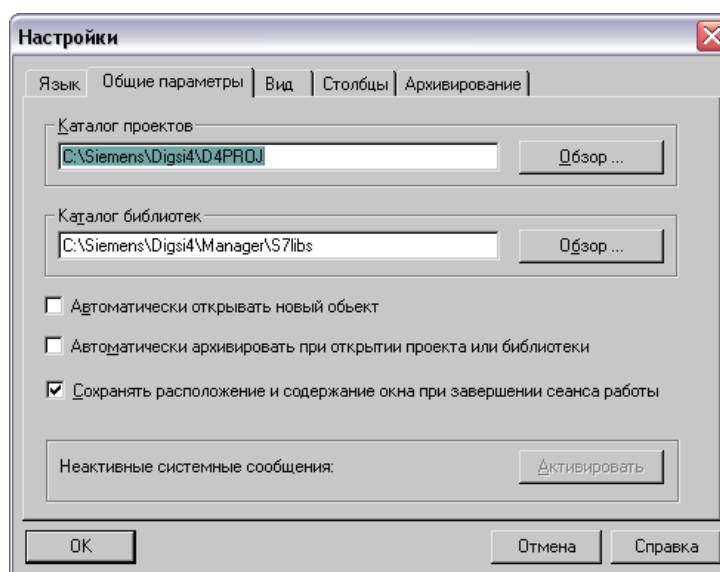 Настройки
Язык Общие параметры Вид Столбцы Архивирование
Каталог проектов
C:\Siemens\Digsi4\D4PROJ
Обзор ...
Каталог библиотек
C:\Siemens\Digsi4\Manager\S7libs
Обзор ...
Автоматически открывать новый обьект
Автоматически архивировать при открытии проекта или библиотеки
Сохранять расположение и содержание окна при завершении сеанса работы
Неактивные системные сообщения:
Активировать
OK
Отмена
Справка